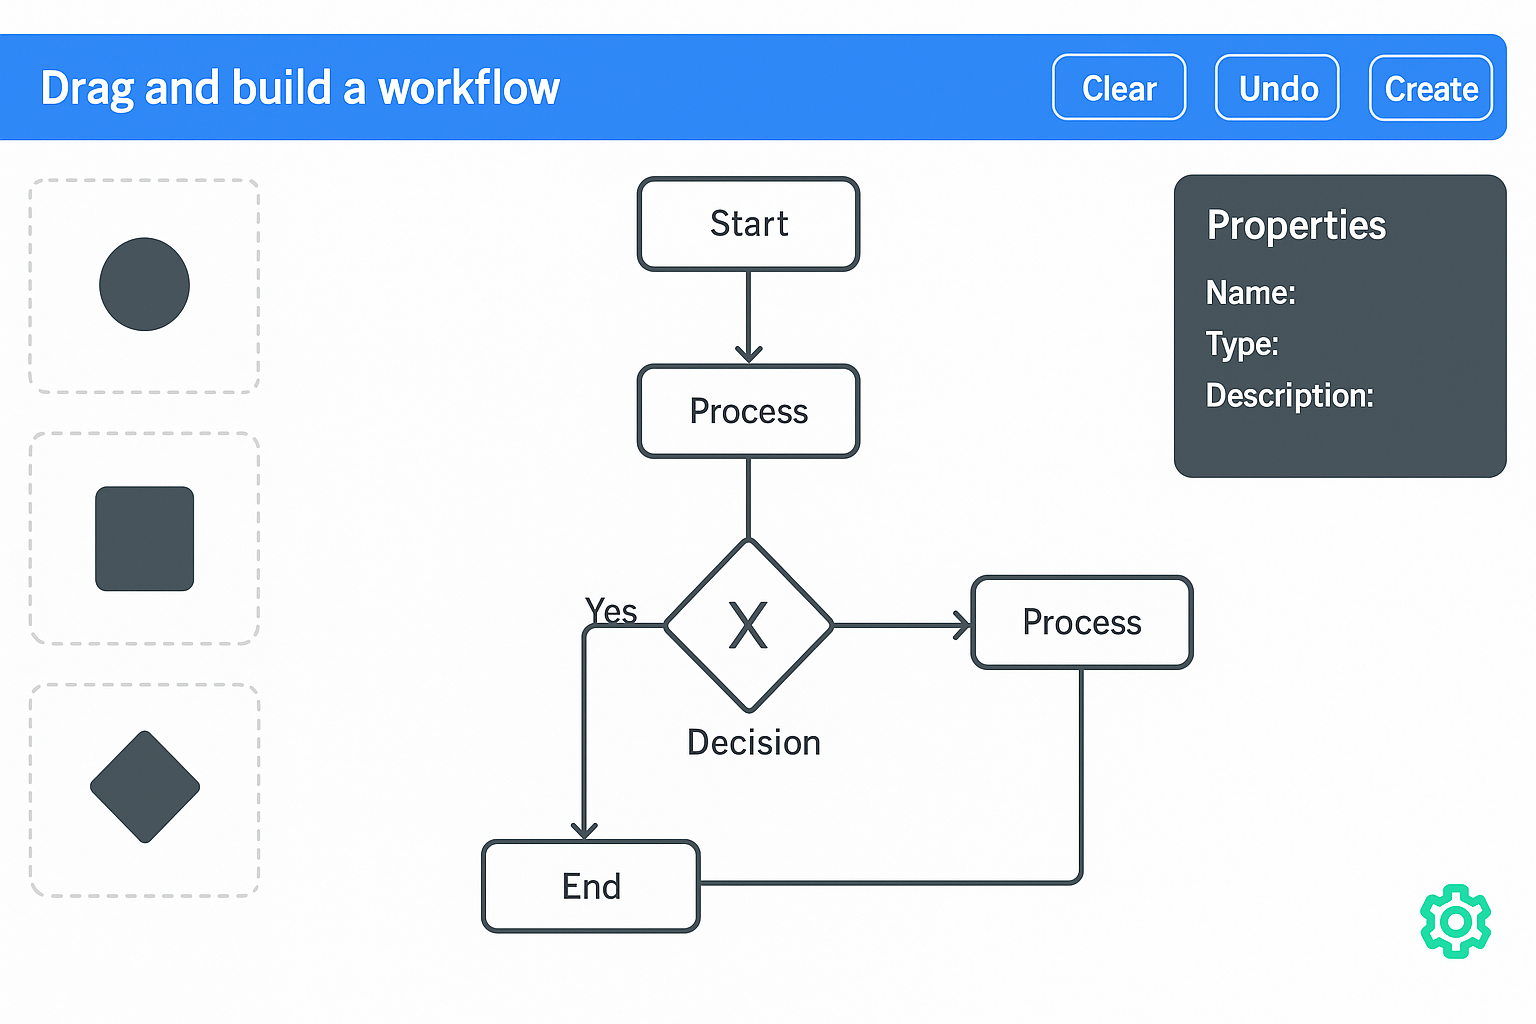 Drag and build a workflow
Clear
Undo
Create
Start
Properties
Name:
Type:
Description:
Process
Yes
X
Process
Decision
End